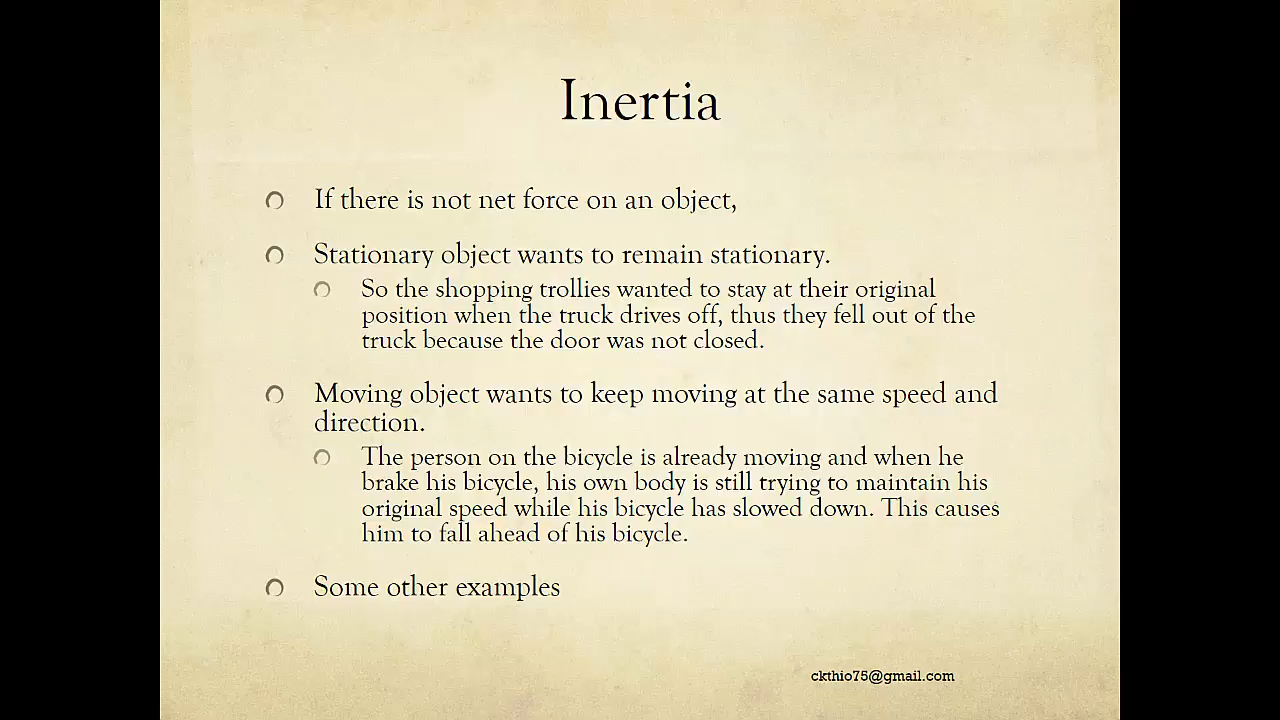 Inertia
If there is not net force on an object,
Stationary object wants to remain stationary.
So the shopping trollies wanted to stay at their original
position when the truck drives off, thus they fell out of the
truck because the door was not closed.
Moving object wants to keep moving at the same speed and
direction.
The person on the bicycle is already moving and when he
brake his bicycle, his own body is still trying to maintain his
original speed while his bicycle has slowed down. This causes
him to fall ahead of his bicycle.
Some other examples
ckthio75@gmail.com